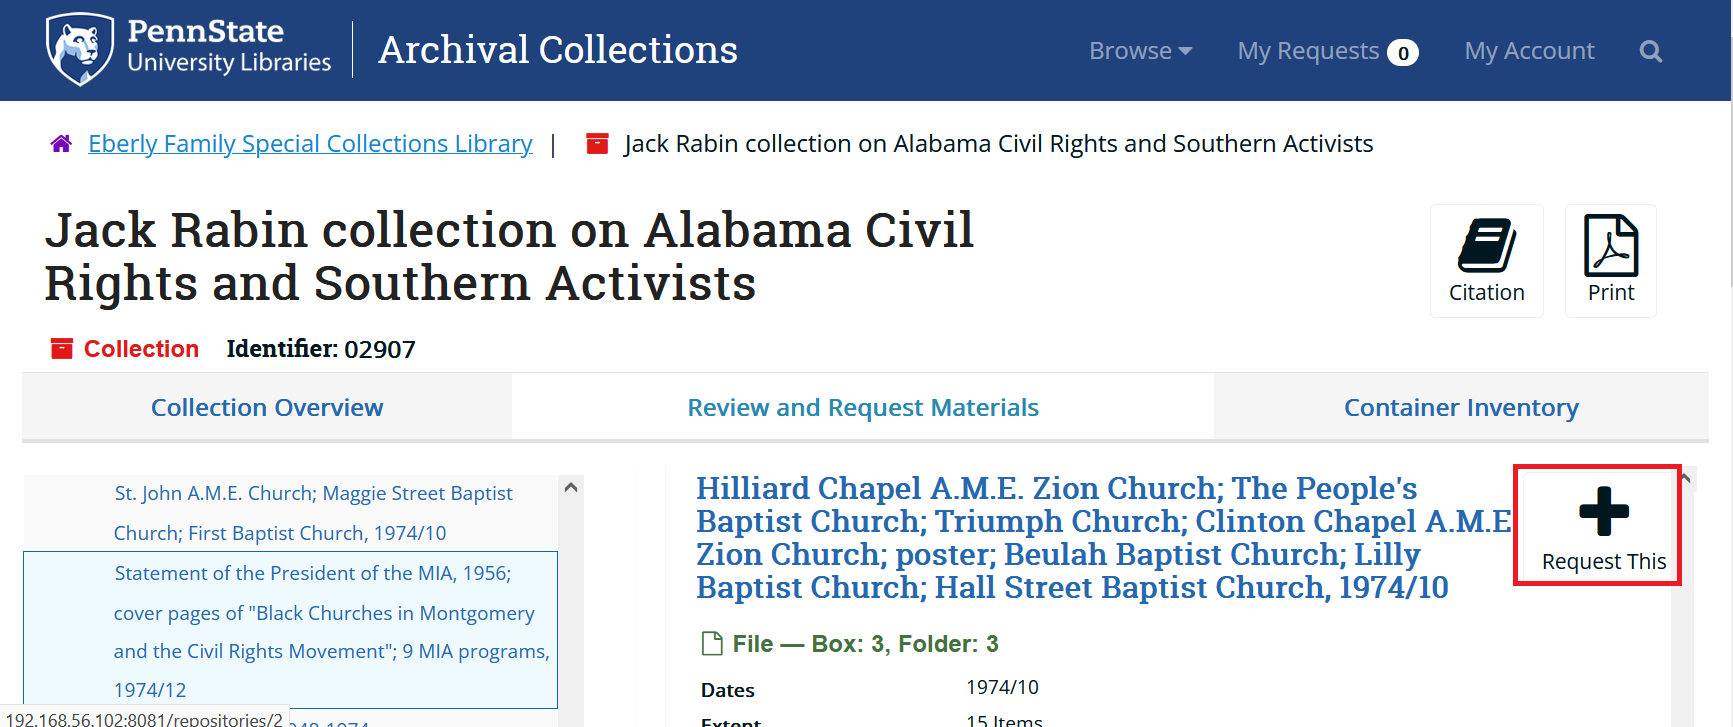 PennState
University Libraries
Archival Collections
Browse
My Requests 0
My Account
Eberly Family Special Collections Library | Jack Rabin collection on Alabama Civil Rights and Southern Activists
Jack Rabin collection on Alabama Civil
Rights and Southern Activists
Citation
Print
Collection Identifier: 02907
Collection Overview
Review and Request Materials
Container Inventory
St. John A.M.E. Church; Maggie Street Baptist
Church; First Baptist Church, 1974/10
Statement of the President of the MIA, 1956;
cover pages of "Black Churches in Montgomery
and the Civil Rights Movement"; 9 MIA programs,
1974/12
192.168.56.102:8081/repositories/2
Hilliard Chapel A.M.E. Zion Church; The People's
Baptist Church; Triumph Church; Clinton Chapel A.M.E
Zion Church; poster; Beulah Baptist Church; Lilly
Baptist Church; Hall Street Baptist Church, 1974/10
Request This
File — Box: 3, Folder: 3
Dates 1974/10
Extent 15 Items